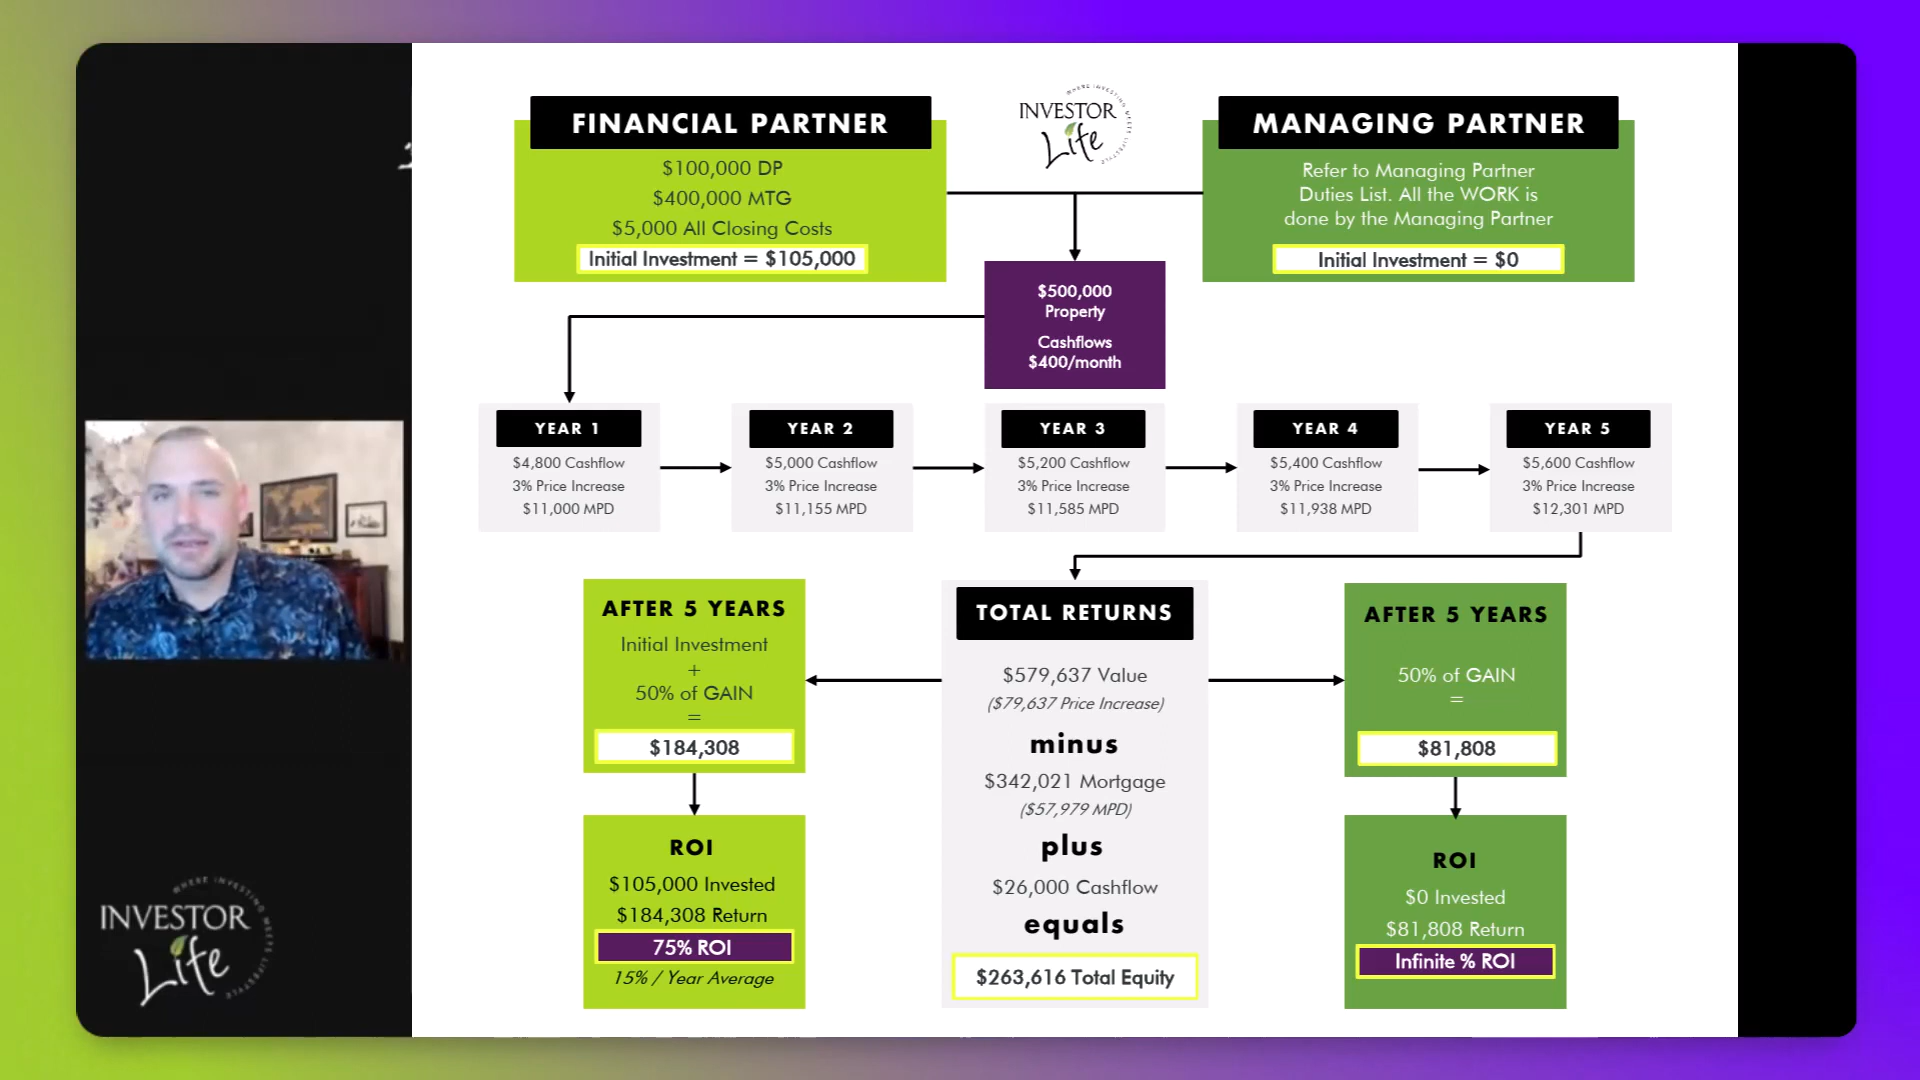 FINANCIAL PARTNER
$100,000 DP
$400,000 MTG
$5,000 All Closing Costs
Initial Investment = $105,000
WHERE INVESTING MEETS LIFESTYLE
INVESTOR
Life
MANAGING PARTNER
Refer to Managing Partner
Duties List. All the WORK is
done by the Managing Partner
Initial Investment = $0
$500,000
Property
Cashflows
$400/month
YEAR 1
$4,800 Cashflow
3% Price Increase
$11,000 MPD
YEAR 2
$5,000 Cashflow
3% Price Increase
$11,155 MPD
YEAR 3
$5,200 Cashflow
3% Price Increase
$11,585 MPD
YEAR 4
$5,400 Cashflow
3% Price Increase
$11,938 MPD
YEAR 5
$5,600 Cashflow
3% Price Increase
$12,301 MPD
AFTER 5 YEARS
Initial Investment
+
50% of GAIN
=
$184,308
ROI
$105,000 Invested
$184,308 Return
75% ROI
15% / Year Average
TOTAL RETURNS
$579,637 Value
($79,637 Price Increase)
minus
$342,021 Mortgage
($57,979 MPD)
plus
$26,000 Cashflow
equals
$263,616 Total Equity
AFTER 5 YEARS
50% of GAIN
=
$81,808
ROI
$0 Invested
$81,808 Return
Infinite % ROI
WHERE INVESTING MEETS LIFESTYLE
INVESTOR
Life